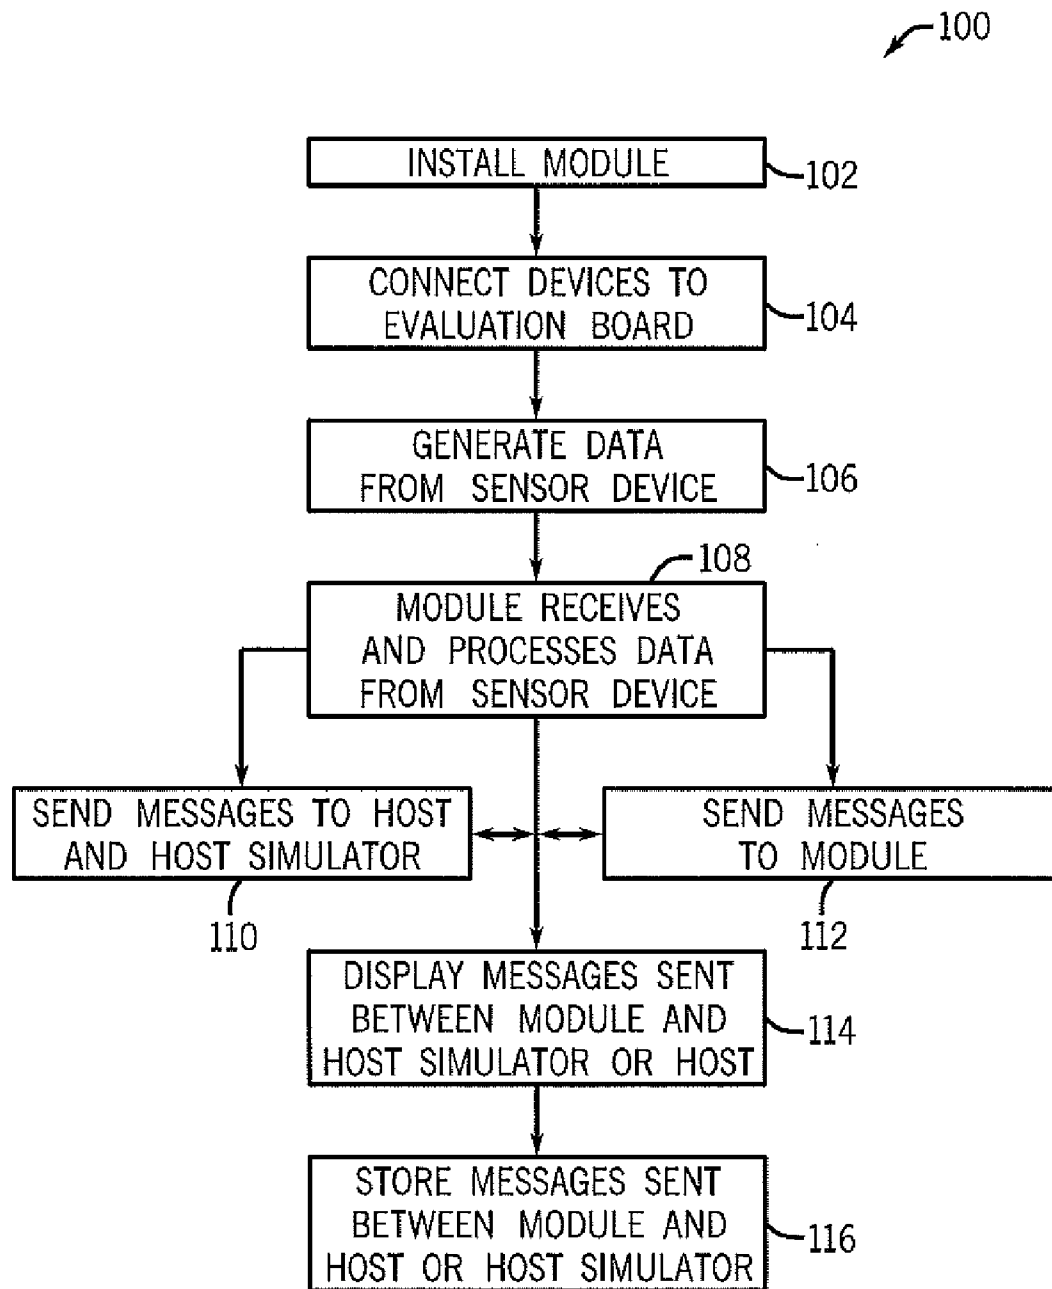 100
INSTALL MODULE
102
CONNECT DEVICES TO
EVALUATION BOARD
104
GENERATE DATA
FROM SENSOR DEVICE
106
108
MODULE RECEIVES
AND PROCESSES DATA
FROM SENSOR DEVICE
SEND MESSAGES TO HOST
AND HOST SIMULATOR
110
SEND MESSAGES
TO MODULE
112
DISPLAY MESSAGES SENT
BETWEEN MODULE AND
HOST SIMULATOR OR HOST
114
STORE MESSAGES SENT
BETWEEN MODULE AND
HOST OR HOST SIMULATOR
116